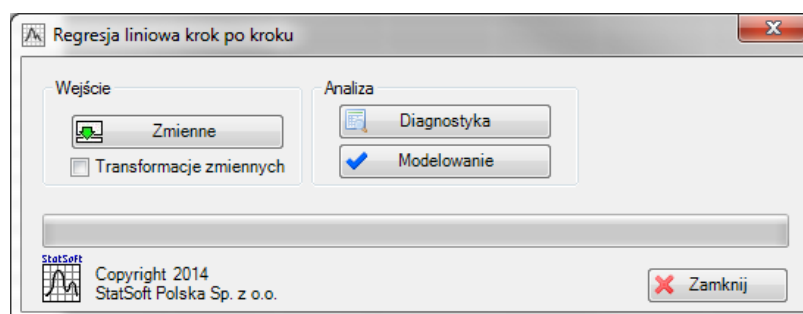 Regresja liniowa krok po kroku
Wejście
Zmienne
Transformacje zmiennych
Analiza
Diagnostyka
Modelowanie
StatSoft
Copyright 2014
StatSoft Polska Sp. z o.o.
Zamknij